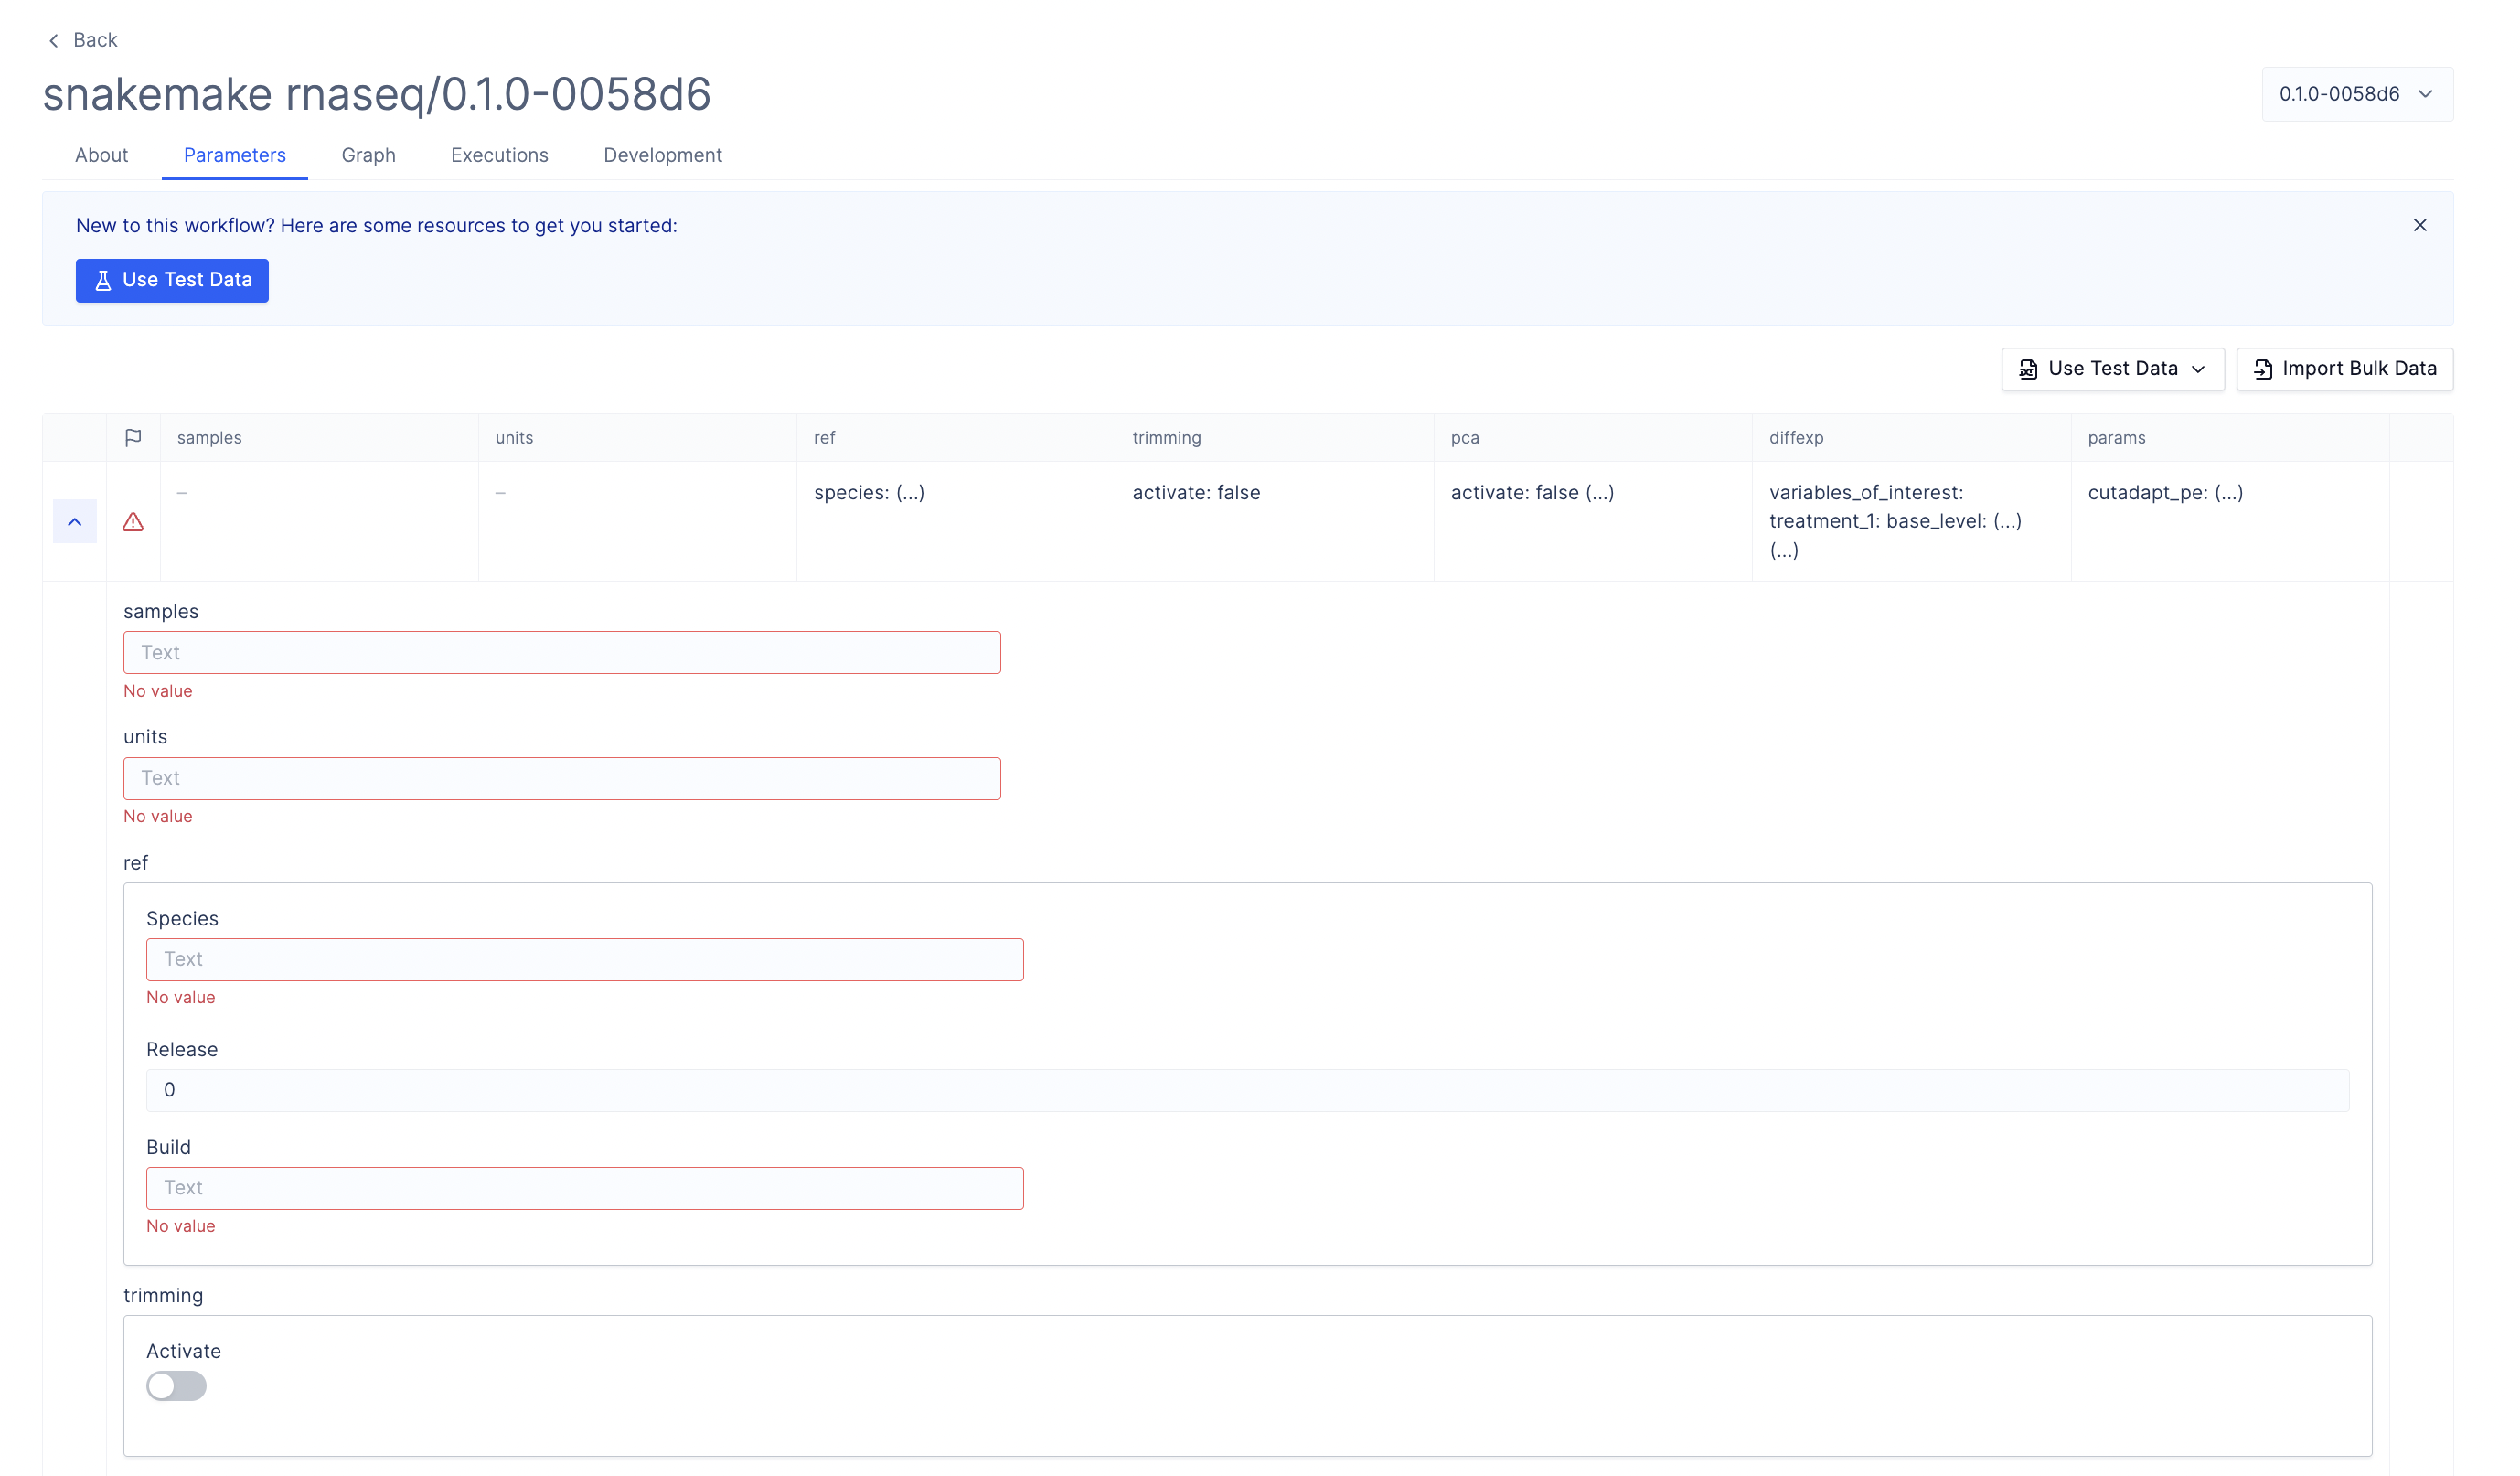 Back
snakemake rnaseq/0.1.0-0058d6
0.1.0-0058d6
About Parameters Graph Executions Development
New to this workflow? Here are some resources to get you started:
Use Test Data
Use Test Data Import Bulk Data
samples units ref trimming pca diffexp params
– – species: (...) activate: false activate: false (...) variables_of_interest: cutadapt_pe: (...)
treatment_1: base_level: (...)
(...)
samples
Text
No value
units
Text
No value
ref
Species
Text
No value
Release
0
Build
Text
No value
trimming
Activate